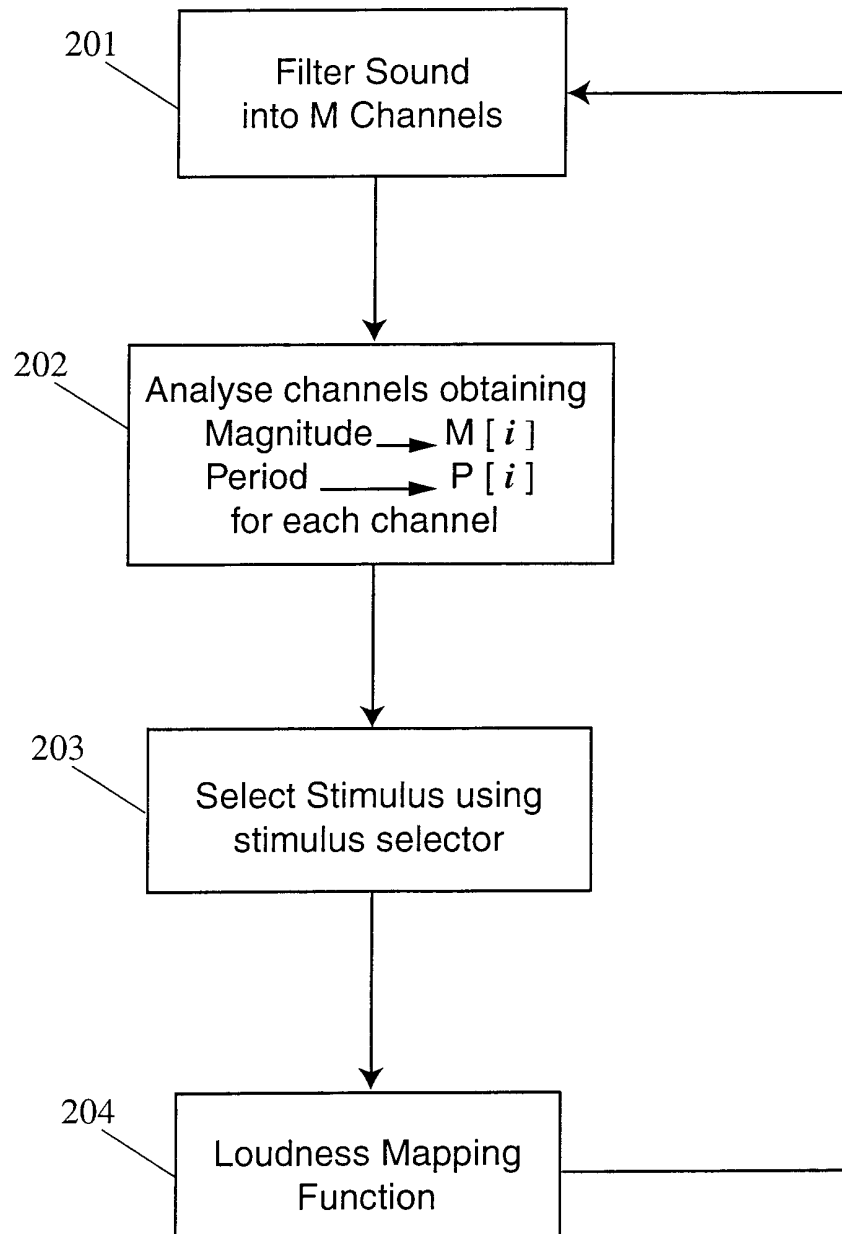 201
Filter Sound
into M Channels
202
Analyse channels obtaining
Magnitude → M [ i ]
Period → P [ i ]
for each channel
203
Select Stimulus using
stimulus selector
204
Loudness Mapping
Function